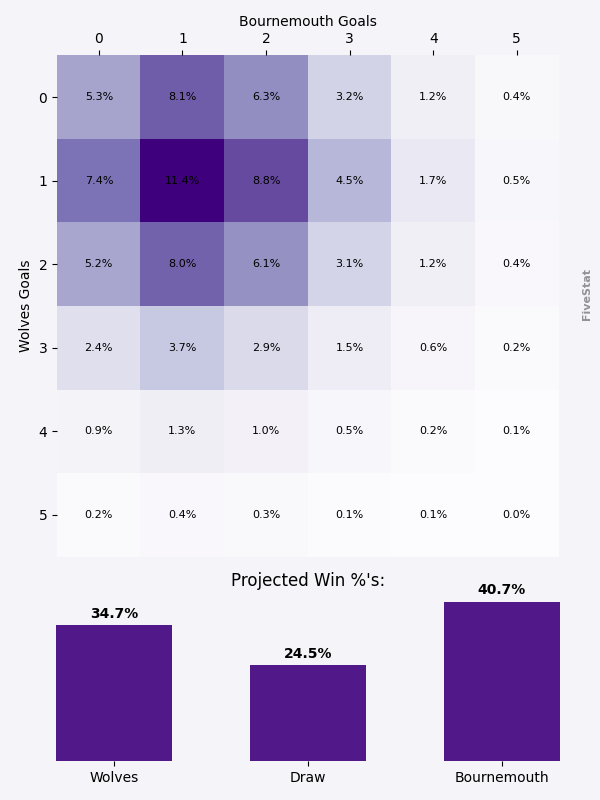 Bournemouth Goals
0 1 2 3 4 5
0 5.3% 8.1% 6.3% 3.2% 1.2% 0.4%
1 7.4% 11.4% 8.8% 4.5% 1.7% 0.5%
2 5.2% 8.0% 6.1% 3.1% 1.2% 0.4%
3 2.4% 3.7% 2.9% 1.5% 0.6% 0.2%
4 0.9% 1.3% 1.0% 0.5% 0.2% 0.1%
5 0.2% 0.4% 0.3% 0.1% 0.1% 0.0%
Wolves Goals
FiveStat
Projected Win %'s:
34.7% 24.5% 40.7%
Wolves Draw Bournemouth